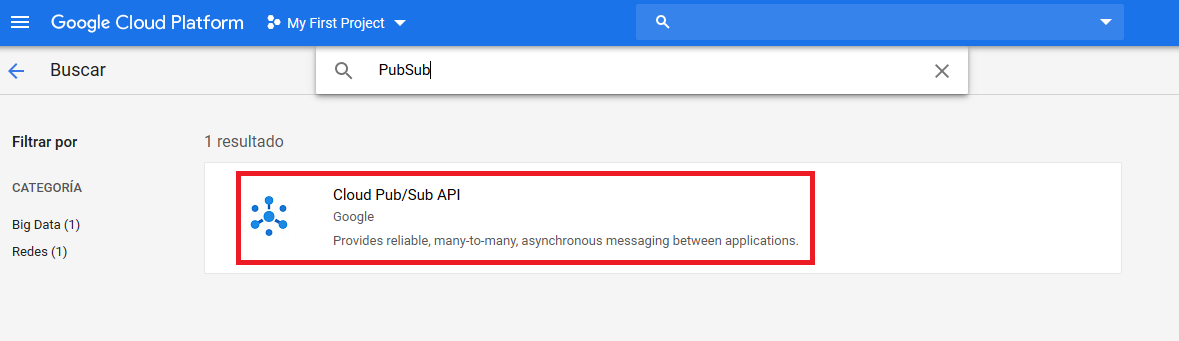 Google Cloud Platform
My First Project
Buscar
PubSub
Filtrar por
1 resultado
CATEGORÍA
Big Data (1)
Redes (1)
Cloud Pub/Sub API
Google
Provides reliable, many-to-many, asynchronous messaging between applications.